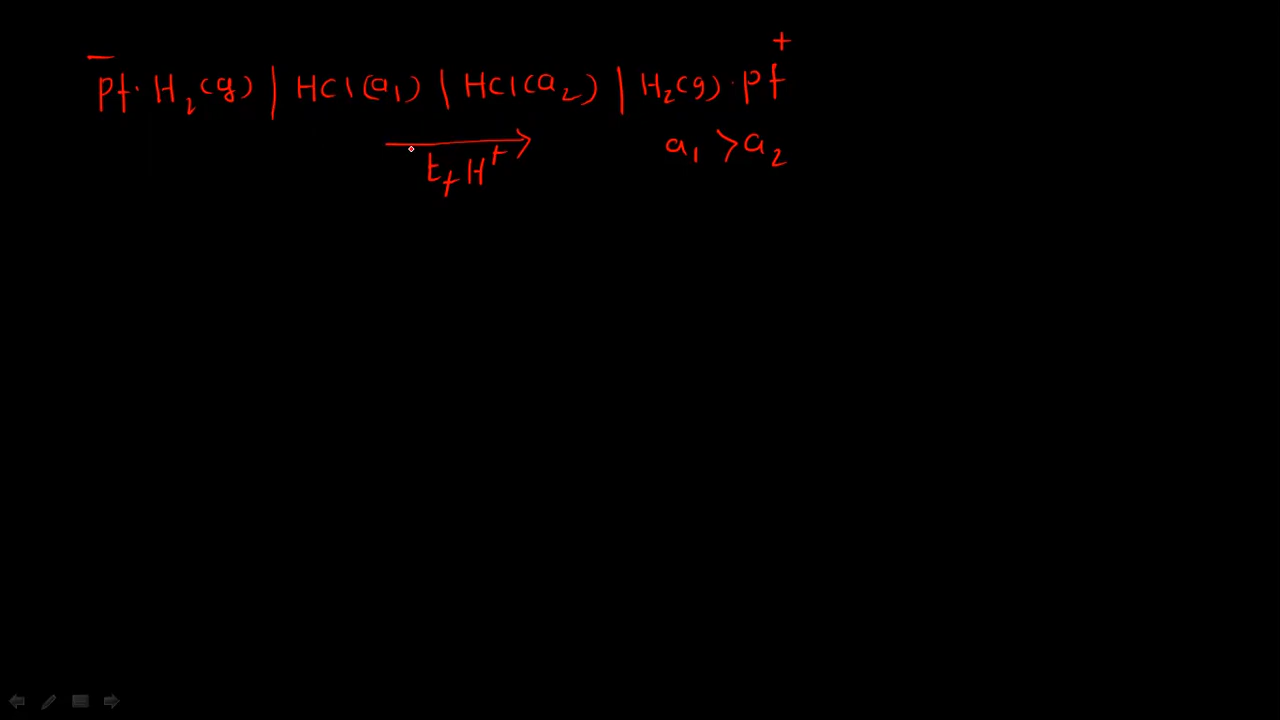 − +
Pt · H₂(g) | HCl(a₁) | HCl(a₂) | H₂(g) · Pt
t₊H⁺ a₁ > a₂